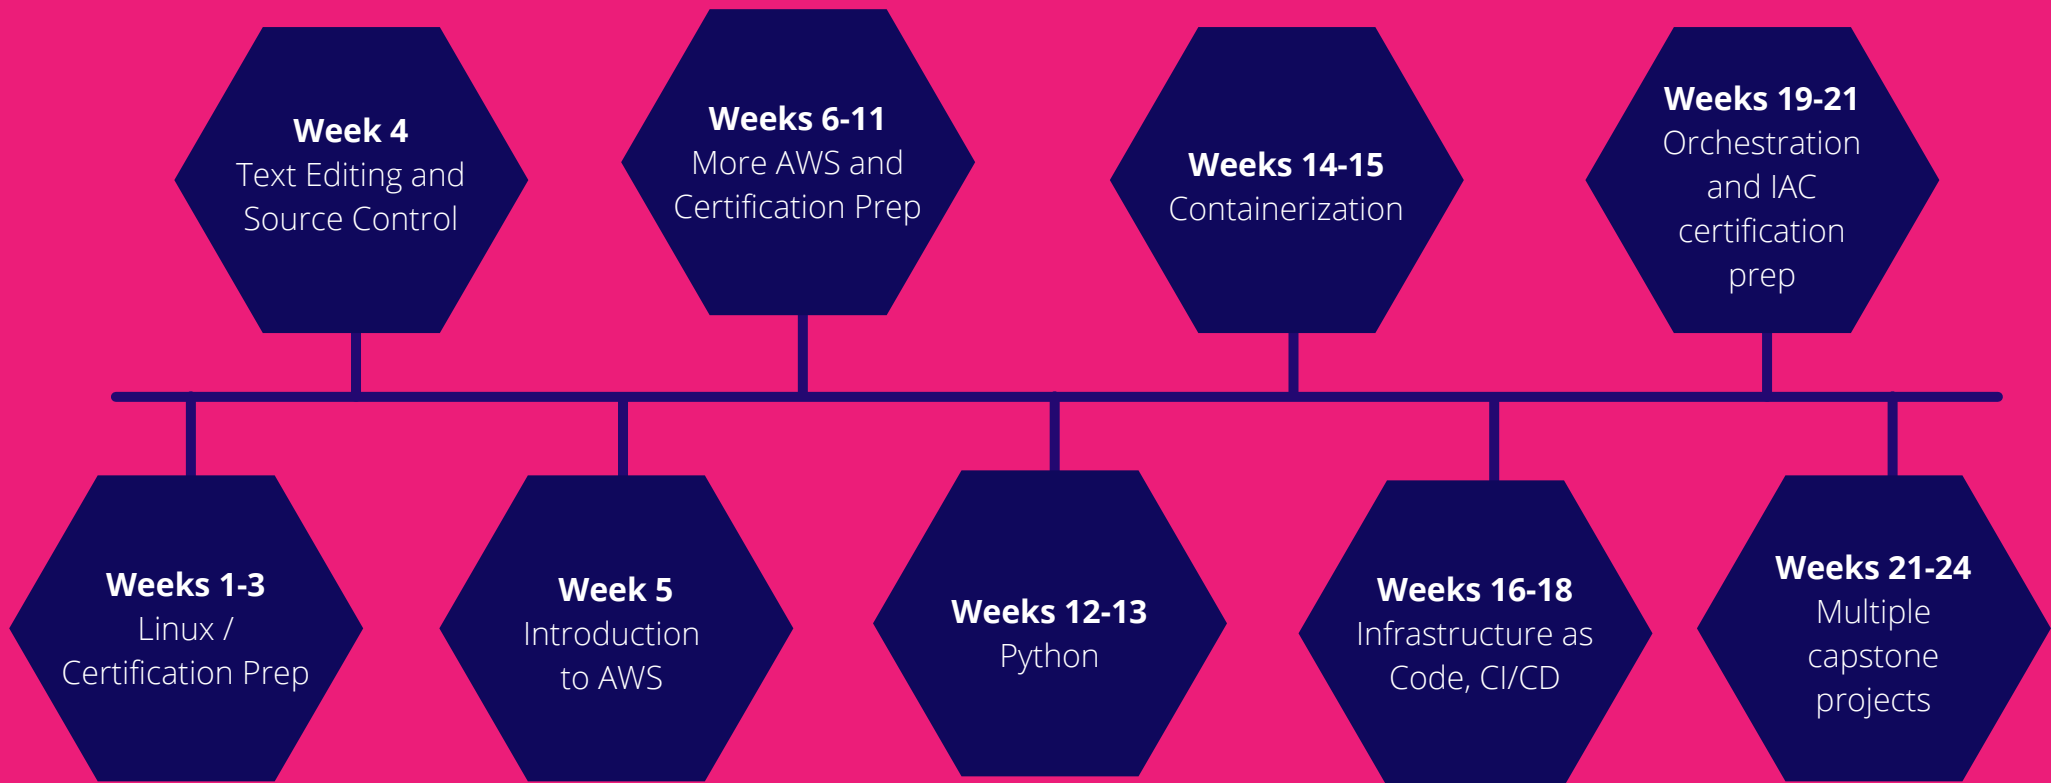 Week 4
Text Editing and
Source Control
Weeks 6-11
More AWS and
Certification Prep
Weeks 14-15
Containerization
Weeks 19-21
Orchestration
and IAC
certification
prep
Weeks 1-3
Linux /
Certification Prep
Week 5
Introduction
to AWS
Weeks 12-13
Python
Weeks 16-18
Infrastructure as
Code, CI/CD
Weeks 21-24
Multiple
capstone
projects